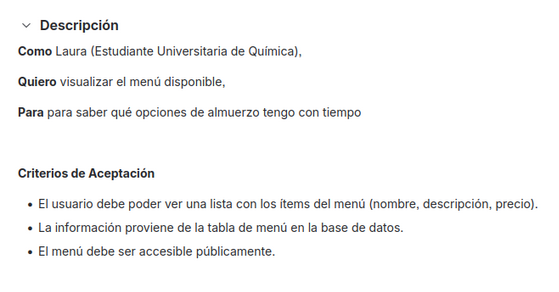 Descripción
Como Laura (Estudiante Universitaria de Química),
Quiero visualizar el menú disponible,
Para para saber qué opciones de almuerzo tengo con tiempo
Criterios de Aceptación
• El usuario debe poder ver una lista con los ítems del menú (nombre, descripción, precio).
• La información proviene de la tabla de menú en la base de datos.
• El menú debe ser accesible públicamente.